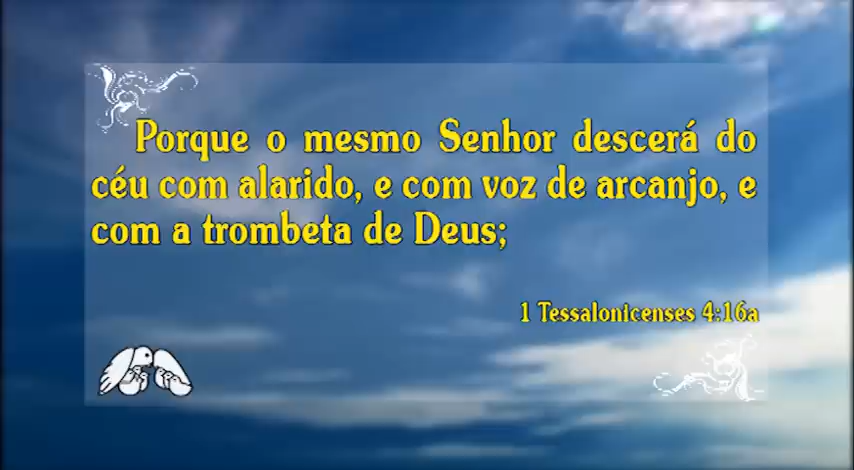 Porque o mesmo Senhor descerá do
céu com alarido, e com voz de arcanjo, e
com a trombeta de Deus;
1 Tessalonicenses 4:16a